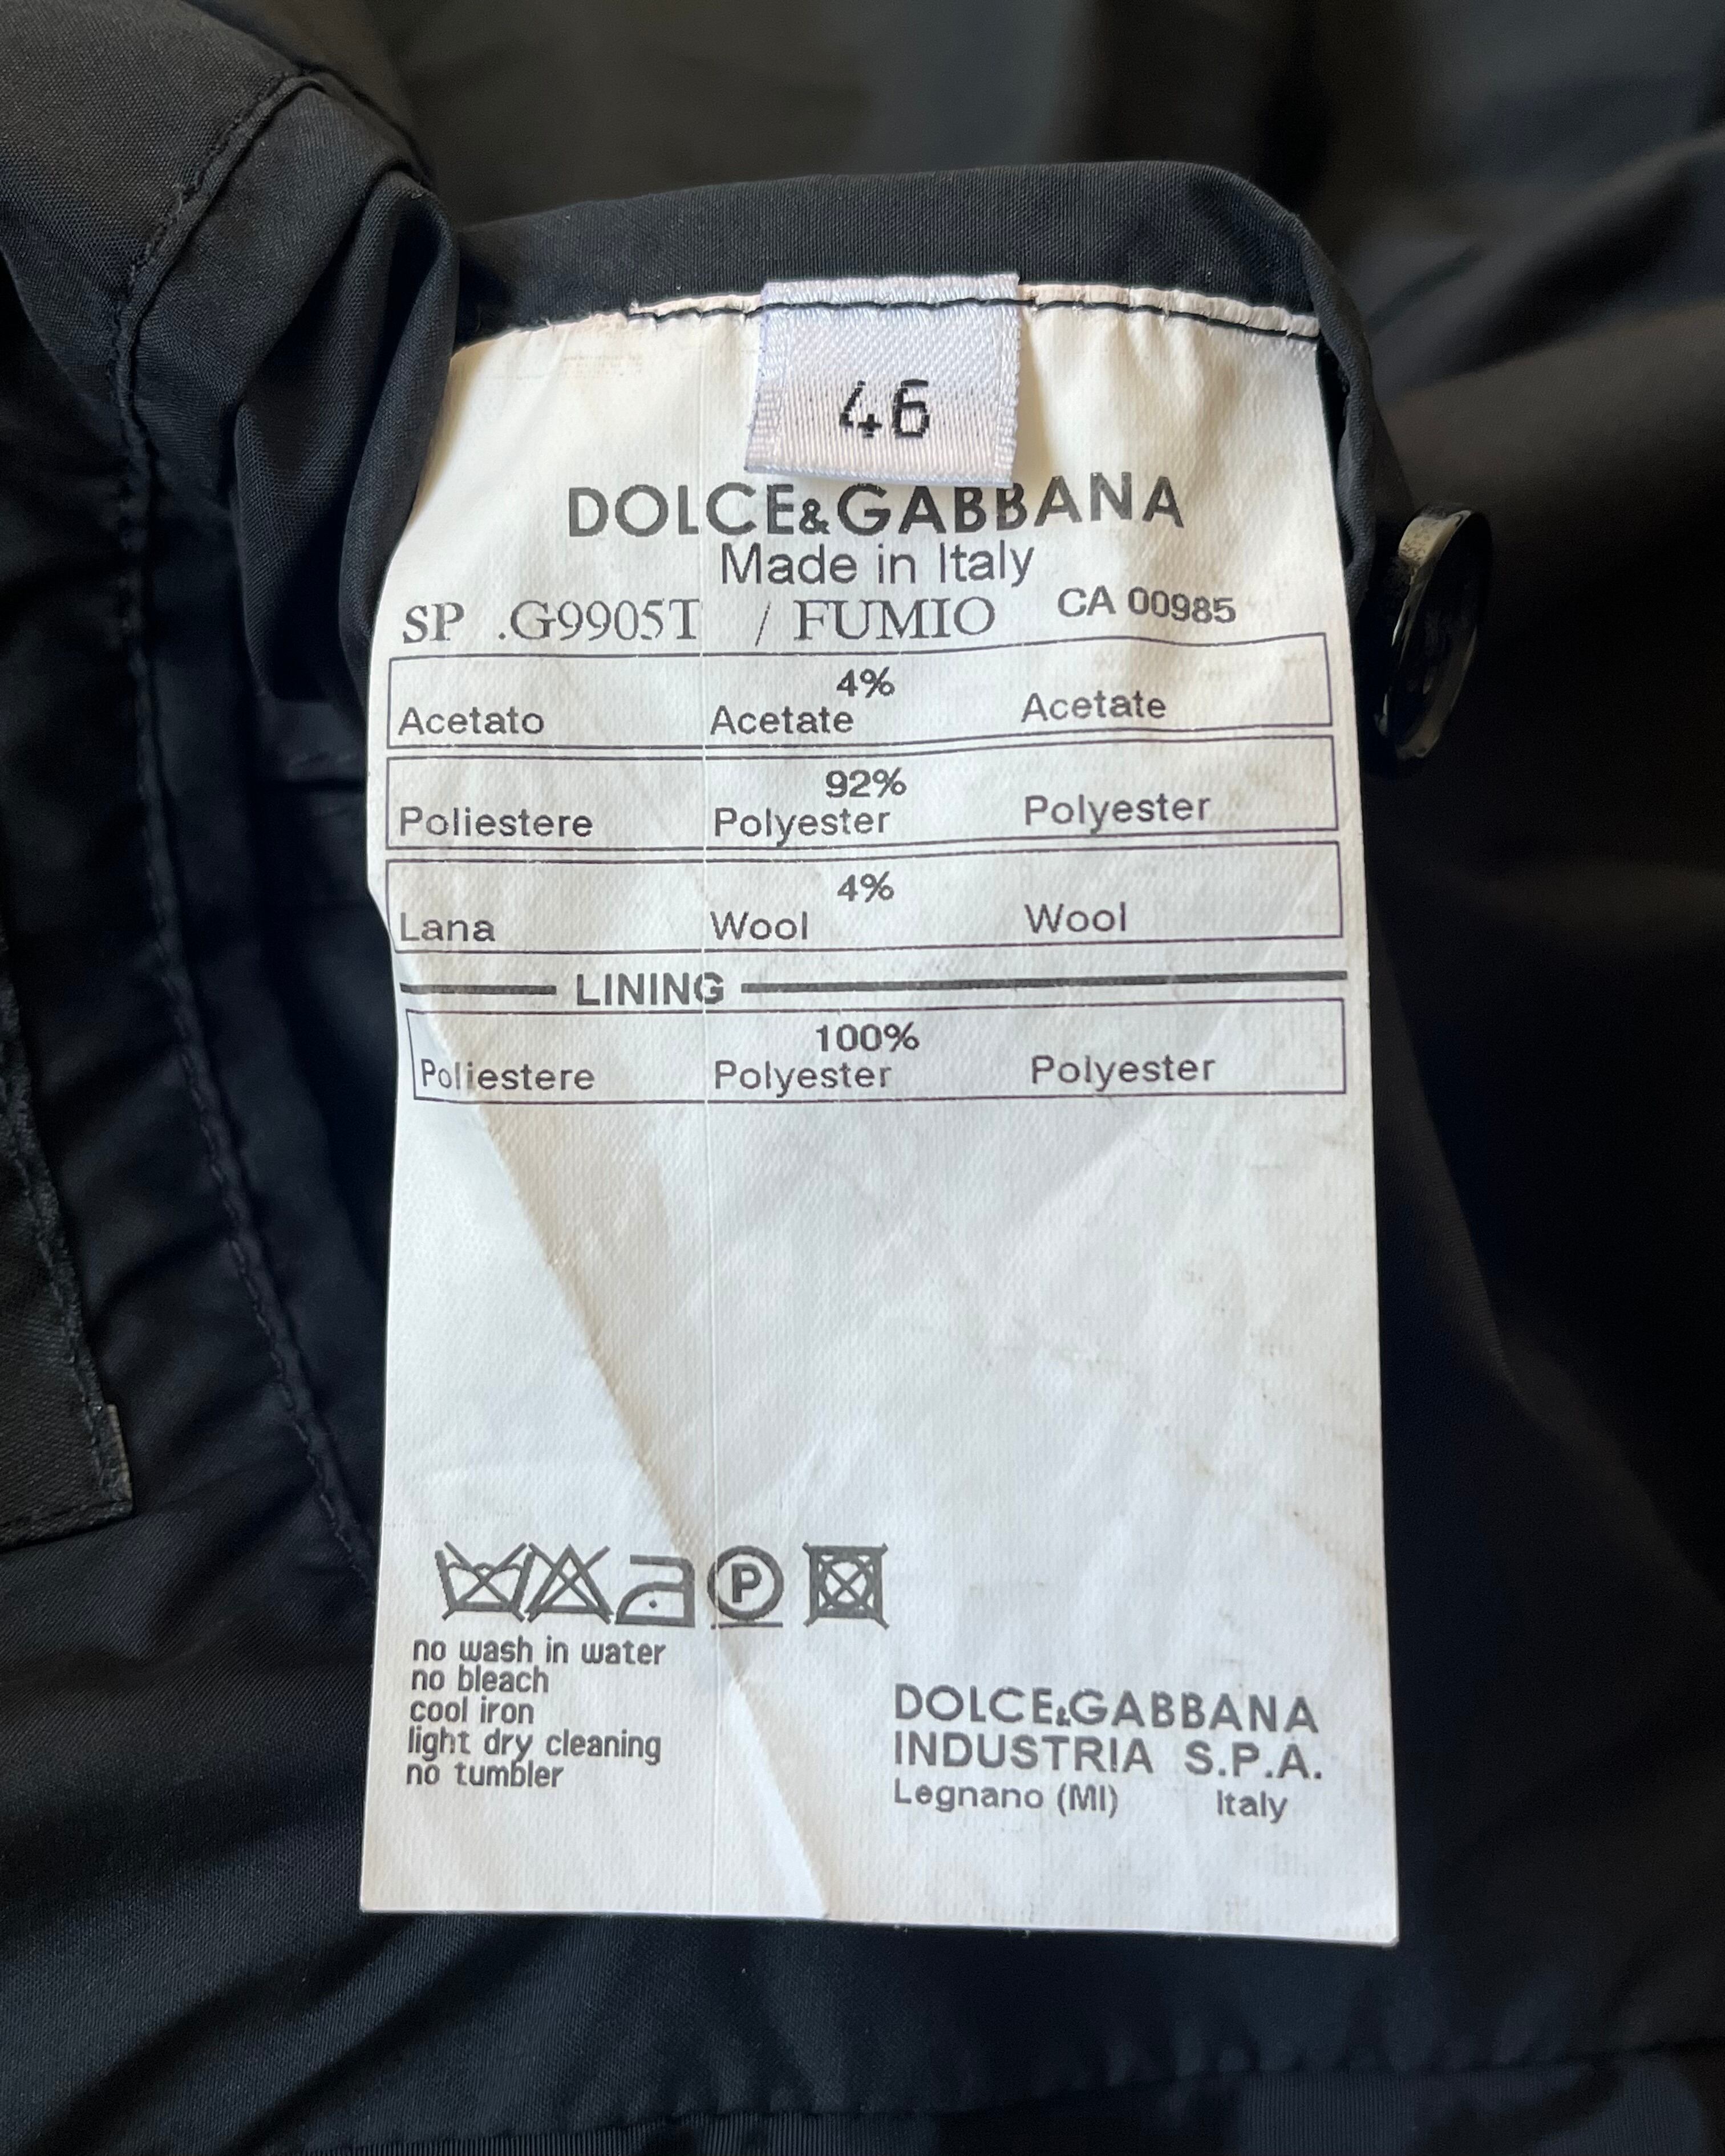 46
DOLCE&GABBANA
Made in Italy
SP .G9905T / FUMIO CA 00985
4%
Acetato Acetate Acetate
92%
Poliestere Polyester Polyester
4%
Lana Wool Wool
LINING
100%
Poliestere Polyester Polyester
P
no wash in water
no bleach
cool iron
light dry cleaning
no tumbler
DOLCE&GABBANA
INDUSTRIA S.P.A.
Legnano (MI) Italy